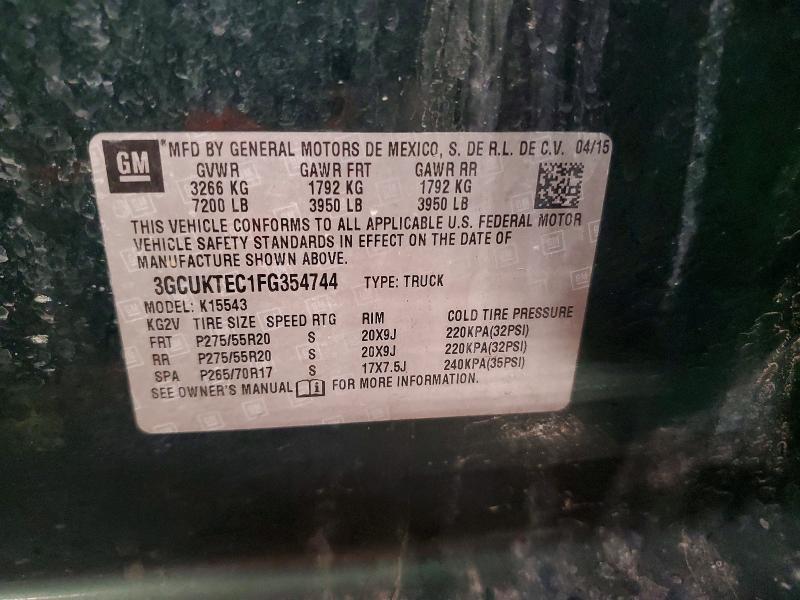 GM *MFD BY GENERAL MOTORS DE MEXICO, S. DE R.L. DE C.V. 04/15
GVWR GAWR FRT GAWR RR
3266 KG 1792 KG 1792 KG
7200 LB 3950 LB 3950 LB
THIS VEHICLE CONFORMS TO ALL APPLICABLE U.S. FEDERAL MOTOR
VEHICLE SAFETY STANDARDS IN EFFECT ON THE DATE OF
MANUFACTURE SHOWN ABOVE.
3GCUKTEC1FG354744 TYPE: TRUCK
MODEL: K15543
KG2V TIRE SIZE SPEED RTG RIM COLD TIRE PRESSURE
FRT P275/55R20 S 20X9J 220KPA(32PSI)
RR P275/55R20 S 20X9J 220KPA(32PSI)
SPA P265/70R17 S 17X7.5J 240KPA(35PSI)
SEE OWNER'S MANUAL FOR MORE INFORMATION.